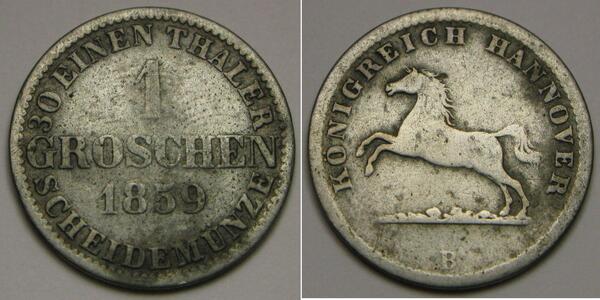 30 EINEN THALER
1
GROSCHEN
1859
SCHEIDEMÜNZE
KÖNIGREICH HANNOVER
B